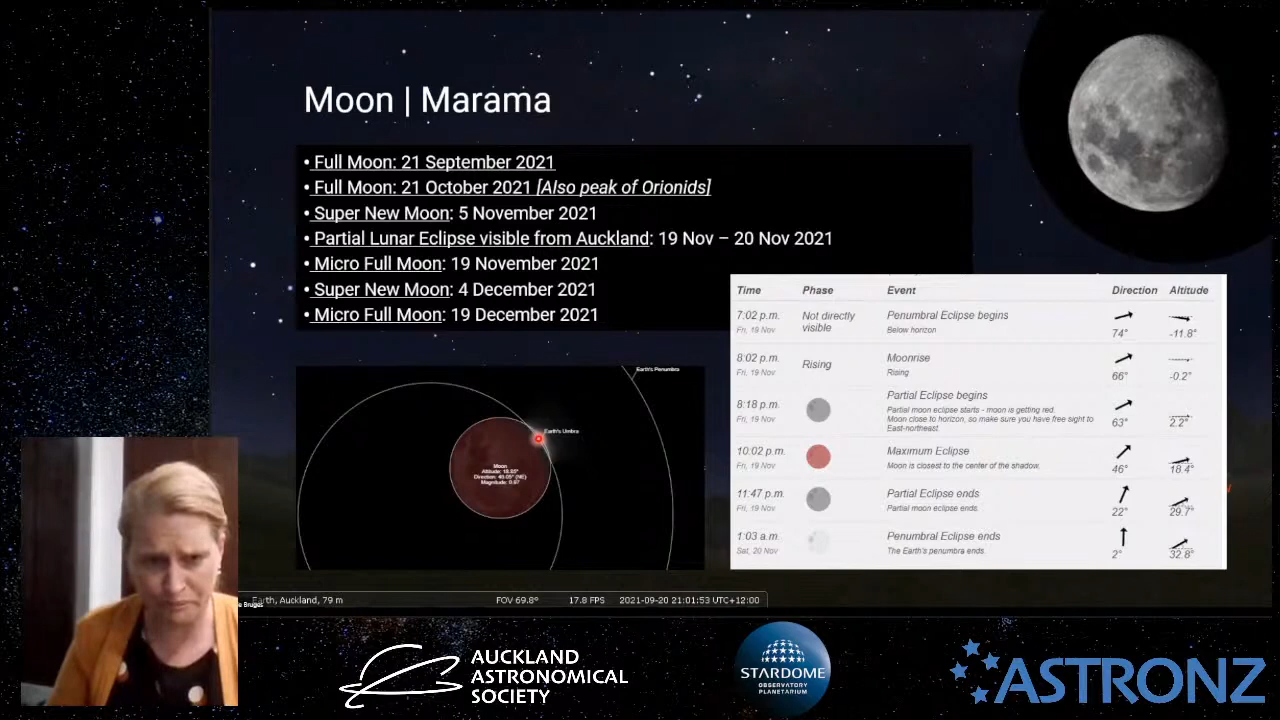 Moon | Marama
• Full Moon: 21 September 2021
• Full Moon: 21 October 2021 [Also peak of Orionids]
• Super New Moon: 5 November 2021
• Partial Lunar Eclipse visible from Auckland: 19 Nov – 20 Nov 2021
• Micro Full Moon: 19 November 2021
• Super New Moon: 4 December 2021
• Micro Full Moon: 19 December 2021
Time Phase Event Direction Altitude
7:02 p.m. Not directly visible Penumbral Eclipse begins
Fri, 19 Nov Below horizon 74° -11.8°
8:02 p.m. Rising Moonrise
Fri, 19 Nov Rising 66° -0.2°
8:18 p.m. Partial Eclipse begins
Fri, 19 Nov Partial moon eclipse starts - moon is getting red.
Moon close to horizon, so make sure you have free sight to
East-northeast. 63° 2.2°
10:02 p.m. Maximum Eclipse
Fri, 19 Nov Moon is closest to the center of the shadow. 46° 18.4°
11:47 p.m. Partial Eclipse ends
Fri, 19 Nov Partial moon eclipse ends. 22° 29.7°
1:03 a.m. Penumbral Eclipse ends
Sat, 20 Nov The Earth's penumbra ends. 2° 32.8°
Earth's Penumbra
Earth's Umbra
Moon
Direction: (NE)
Magnitude: 0.97
Bruges
Earth, Auckland, 79 m FOV 69.8° 17.8 FPS 2021-09-20 21:01:53 UTC+12:00
AUCKLAND
ASTRONOMICAL
SOCIETY
STARDOME
OBSERVATORY
PLANETARIUM
ASTRONZ